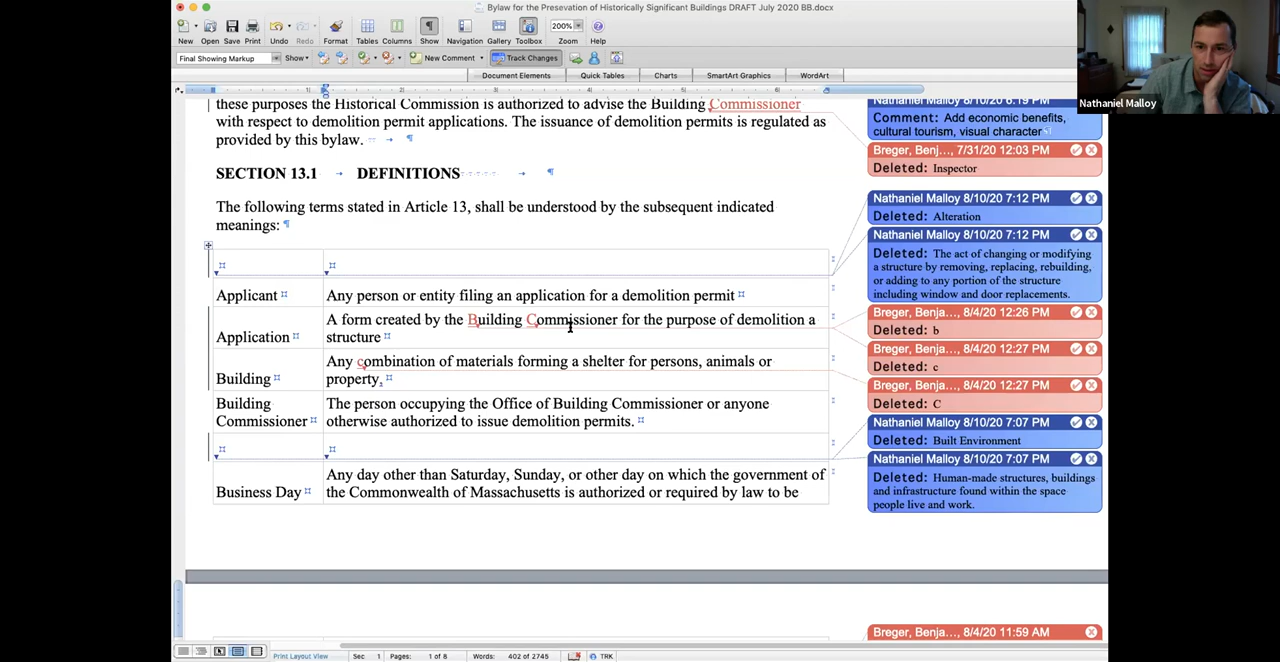 Bylaw for the Presevation of Historically Significant Buildings DRAFT July 2020 BB.docx
New Open Save Print Undo Redo Format Tables Columns Show Navigation Gallery Toolbox Zoom Help
200%
Final Showing Markup Show New Comment Track Changes
Document Elements Quick Tables Charts SmartArt Graphics WordArt
Nathaniel Malloy
these purposes the Historical Commission is authorized to advise the Building Commissioner
with respect to demolition permit applications. The issuance of demolition permits is regulated as
provided by this bylaw.
SECTION 13.1 DEFINITIONS
The following terms stated in Article 13, shall be understood by the subsequent indicated
meanings:
Applicant Any person or entity filing an application for a demolition permit
A form created by the Building Commissioner for the purpose of demolition a
Application structure
Any combination of materials forming a shelter for persons, animals or
Building property.
Building The person occupying the Office of Building Commissioner or anyone
Commissioner otherwise authorized to issue demolition permits.
Any day other than Saturday, Sunday, or other day on which the government of
Business Day the Commonwealth of Massachusetts is authorized or required by law to be
Nathaniel Malloy 8/10/20 6:19 PM
Comment: Add economic benefits,
cultural tourism, visual character
Breger, Benj..., 7/31/20 12:03 PM
Deleted: Inspector
Nathaniel Malloy 8/10/20 7:12 PM
Deleted: Alteration
Nathaniel Malloy 8/10/20 7:12 PM
Deleted: The act of changing or modifying
a structure by removing, replacing, rebuilding,
or adding to any portion of the structure
including window and door replacements.
Breger, Benja..., 8/4/20 12:26 PM
Deleted: b
Breger, Benja..., 8/4/20 12:27 PM
Deleted: c
Breger, Benja..., 8/4/20 12:27 PM
Deleted: C
Nathaniel Malloy 8/10/20 7:07 PM
Deleted: Built Environment
Nathaniel Malloy 8/10/20 7:07 PM
Deleted: Human-made structures, buildings
and infrastructure found within the space
people live and work.
Breger, Benja..., 8/4/20 11:59 AM
Print Layout View Sec 1 Pages: 1 of 8 Words: 402 of 2745 TRK